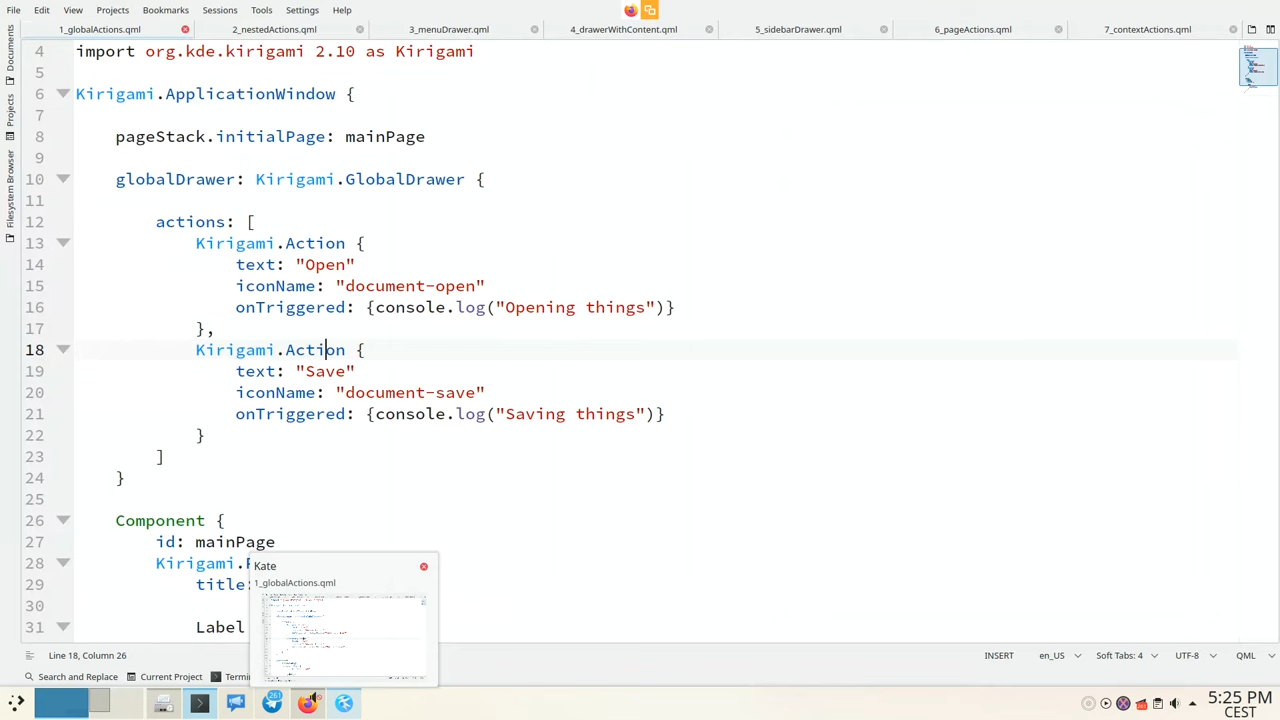 File Edit View Projects Bookmarks Sessions Tools Settings Help
1_globalActions.qml 2_nestedActions.qml 3_menuDrawer.qml 4_drawerWithContent.qml 5_sidebarDrawer.qml 6_pageActions.qml 7_contextActions.qml
Documents
Projects
Filesystem Browser
4 import org.kde.kirigami 2.10 as Kirigami
5
6 Kirigami.ApplicationWindow {
7
8 pageStack.initialPage: mainPage
9
10 globalDrawer: Kirigami.GlobalDrawer {
11
12 actions: [
13 Kirigami.Action {
14 text: "Open"
15 iconName: "document-open"
16 onTriggered: {console.log("Opening things")}
17 },
18 Kirigami.Action {
19 text: "Save"
20 iconName: "document-save"
21 onTriggered: {console.log("Saving things")}
22 }
23 ]
24 }
25
26 Component {
27 id: mainPage
28 Kirigami.
29 title:
30
31 Label
Kate
1_globalActions.qml
Line 18, Column 26 INSERT en_US Soft Tabs: 4 UTF-8 QML
Search and Replace Current Project Termi
261
5:25 PM
CEST